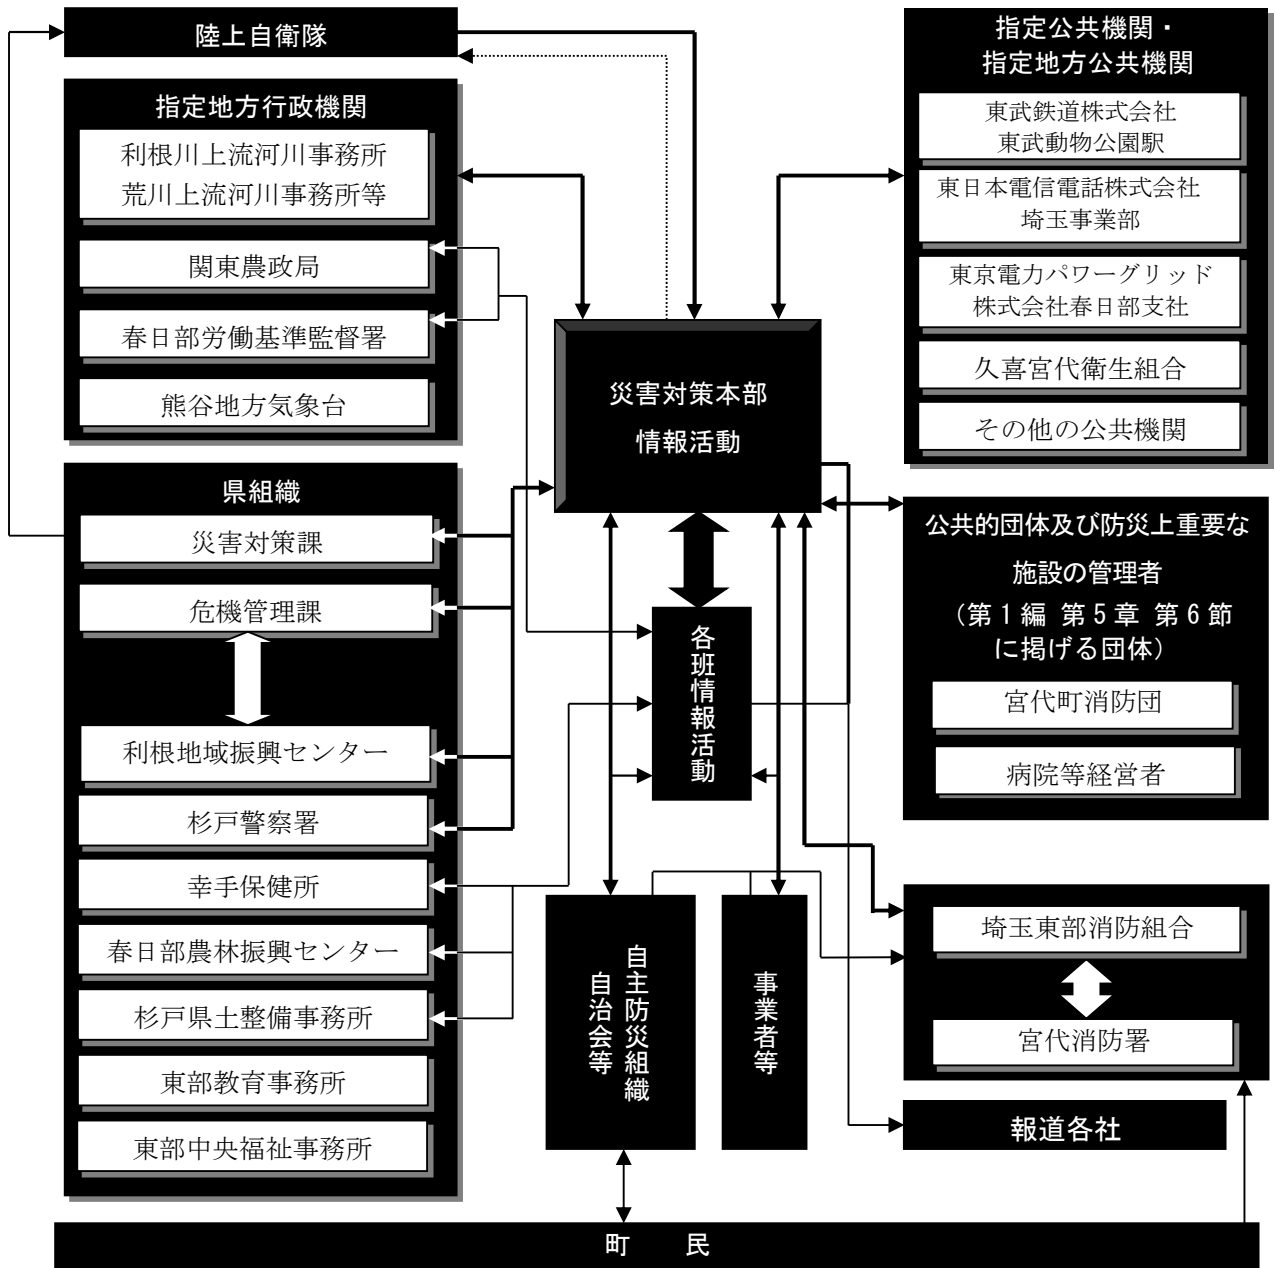 陸上自衛隊
指定地方行政機関
利根川上流河川事務所
荒川上流河川事務所等
関東農政局
春日部労働基準監督署
熊谷地方気象台
県組織
災害対策課
危機管理課
利根地域振興センター
杉戸警察署
幸手保健所
春日部農林振興センター
杉戸県土整備事務所
東部教育事務所
東部中央福祉事務所
災害対策本部
情報活動
各班情報活動
自主防災組織
自治会等
事業者等
指定公共機関・
指定地方公共機関
東武鉄道株式会社
東武動物公園駅
東日本電信電話株式会社
埼玉事業部
東京電力パワーグリッド
株式会社春日部支社
久喜宮代衛生組合
その他の公共機関
公共的団体及び防災上重要な
施設の管理者
（第1編 第5章 第6節
に掲げる団体）
宮代町消防団
病院等経営者
埼玉東部消防組合
宮代消防署
報道各社
町　民